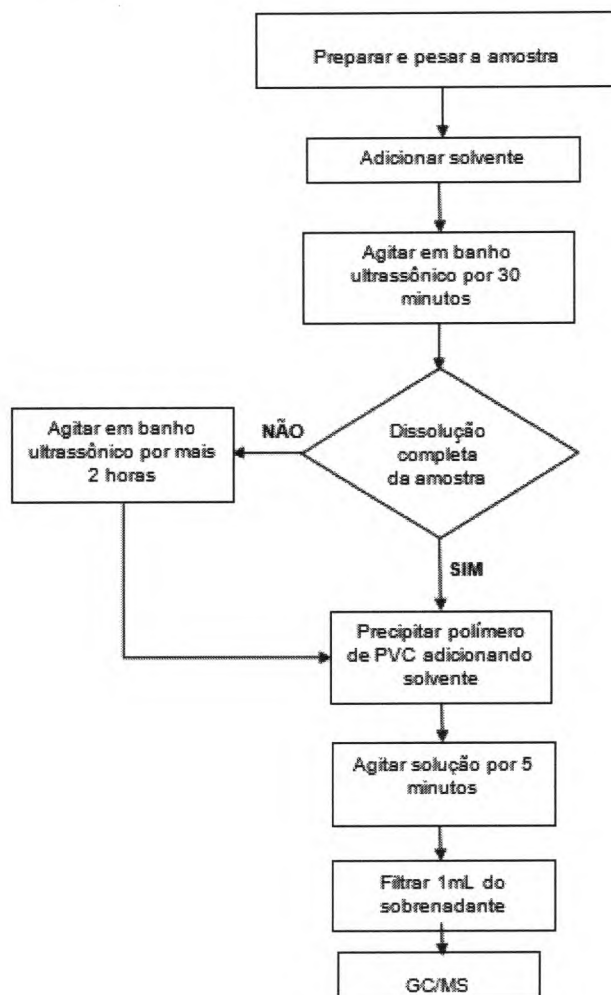 Preparar e pesar a amostra
Adicionar solvente
Agitar em banho
ultrassônico por 30
minutos
Dissolução
completa
da amostra
NÃO
Agitar em banho
ultrassônico por mais
2 horas
SIM
Precipitar polímero
de PVC adicionando
solvente
Agitar solução por 5
minutos
Filtrar 1mL do
sobrenadante
GC/MS